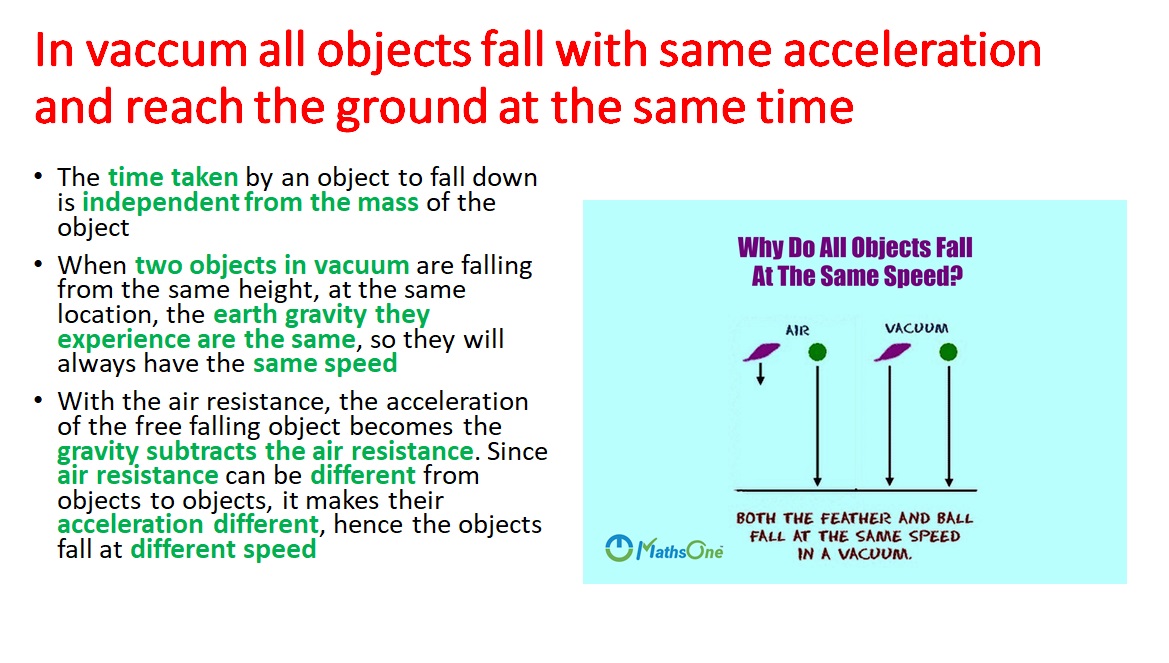 In vaccum all objects fall with same acceleration
and reach the ground at the same time
• The time taken by an object to fall down
is independent from the mass of the
object
• When two objects in vacuum are falling
from the same height, at the same
location, the earth gravity they
experience are the same, so they will
always have the same speed
• With the air resistance, the acceleration
of the free falling object becomes the
gravity subtracts the air resistance. Since
air resistance can be different from
objects to objects, it makes their
acceleration different, hence the objects
fall at different speed
Why Do All Objects Fall
At The Same Speed?
AIR VACUUM
BOTH THE FEATHER AND BALL
FALL AT THE SAME SPEED
IN A VACUUM.
MathsOne